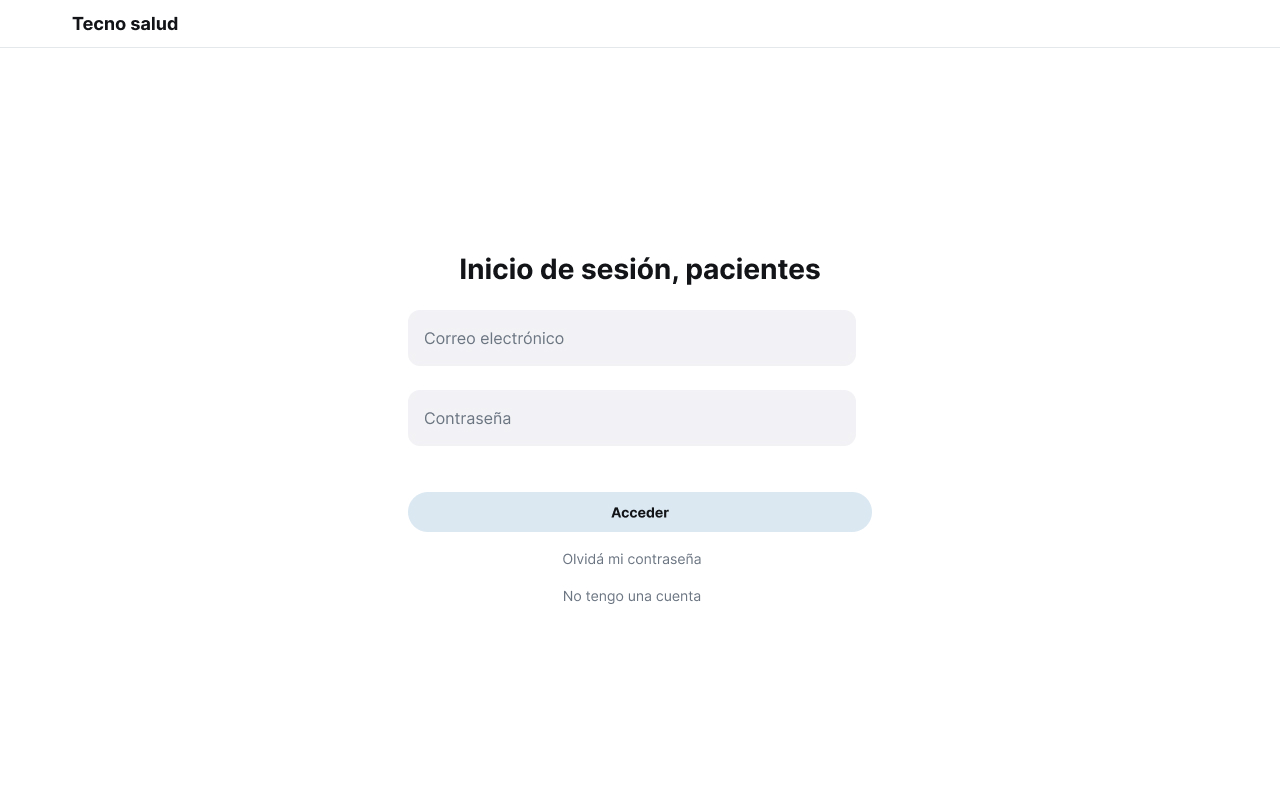 Tecno salud
Inicio de sesión, pacientes
Correo electrónico
Contraseña
Acceder
Olvidá mi contraseña
No tengo una cuenta